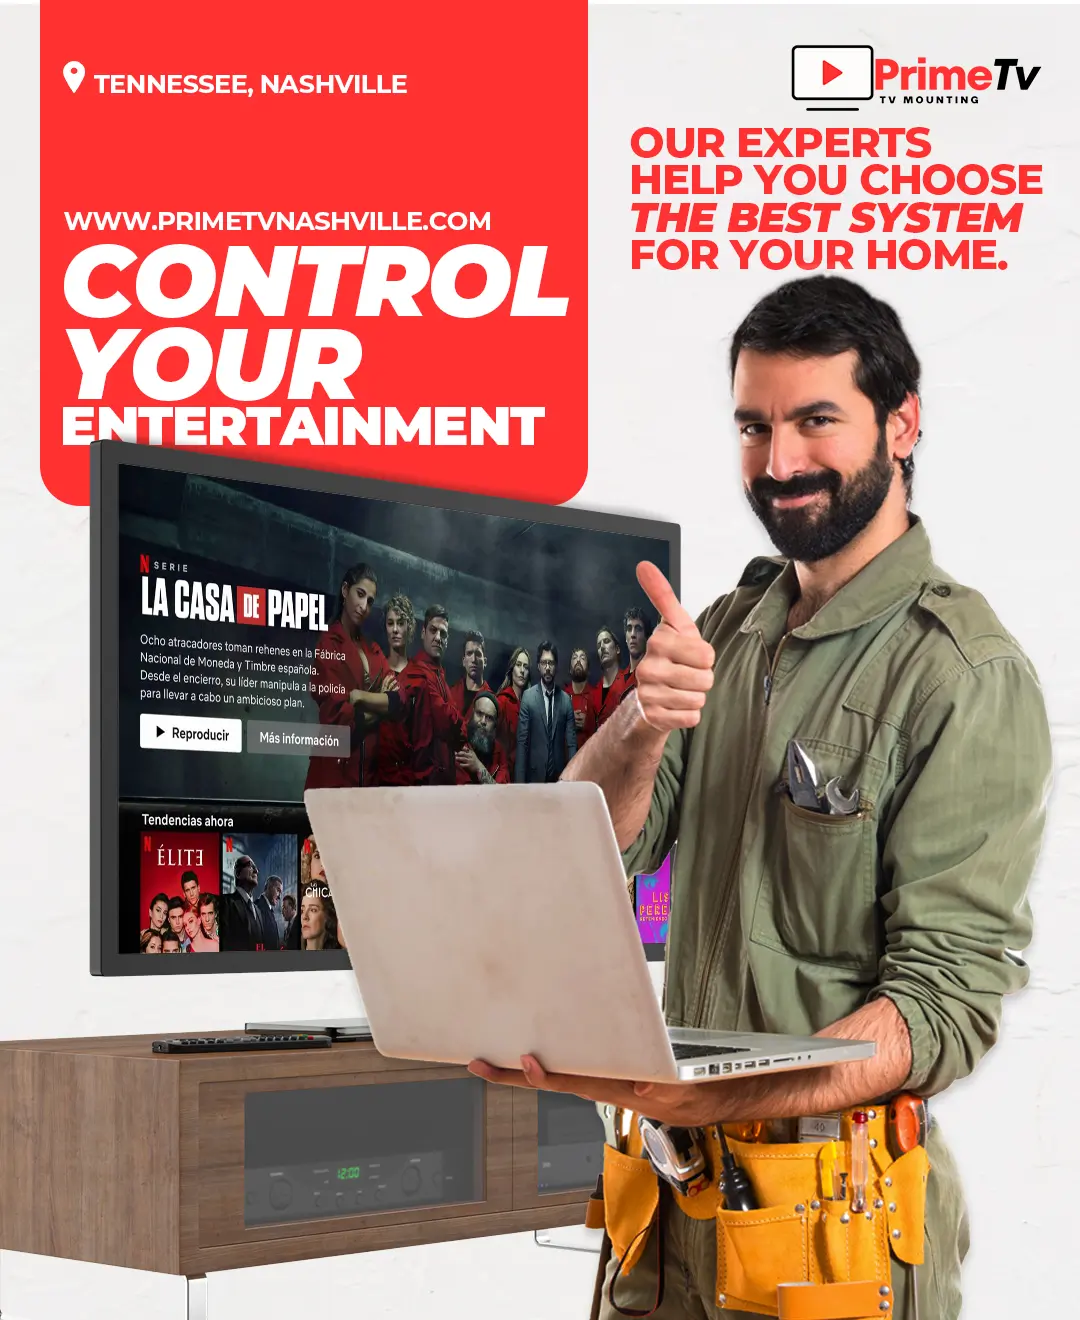 TENNESSEE, NASHVILLE
WWW.PRIMETVNASHVILLE.COM
CONTROL
YOUR
ENTERTAINMENT
PrimeTv
TV MOUNTING
OUR EXPERTS
HELP YOU CHOOSE
THE BEST SYSTEM
FOR YOUR HOME.
N SERIE
LA CASA DE PAPEL
Ocho atracadores toman rehenes en la Fábrica
Nacional de Moneda y Timbre española.
Desde el encierro, su líder manipula a la policía
para llevar a cabo un ambicioso plan.
Reproducir
Más información
Tendencias ahora
N
ÉLITE
N
N
CHICA
12:00
40